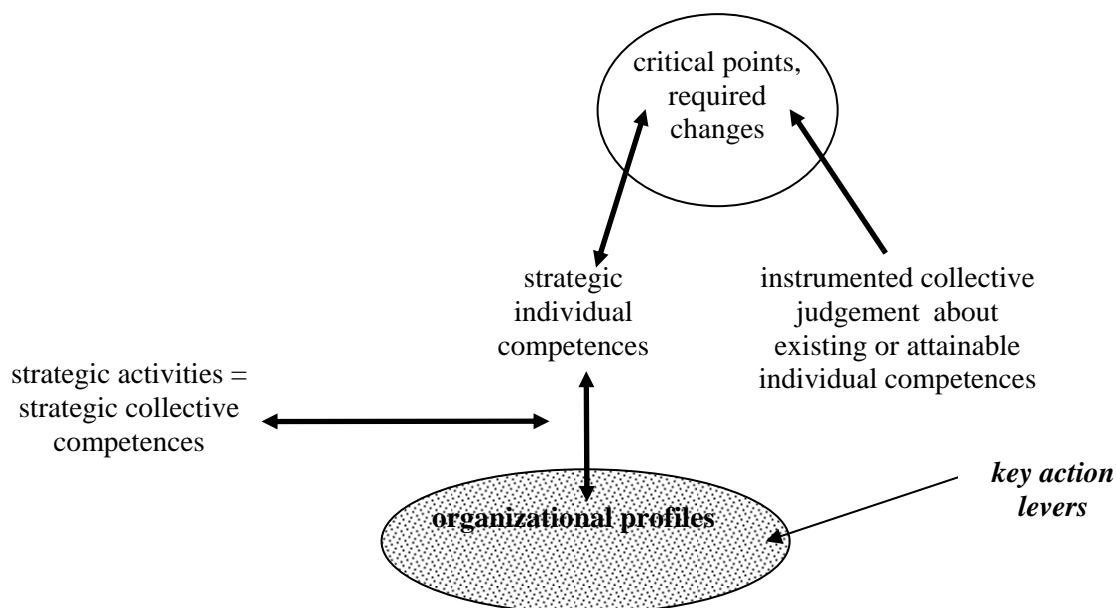 critical points,
required
changes
strategic
individual
competences
instrumented collective
judgement about
existing or attainable
individual competences
strategic activities =
strategic collective
competences
organizational profiles
key action
levers